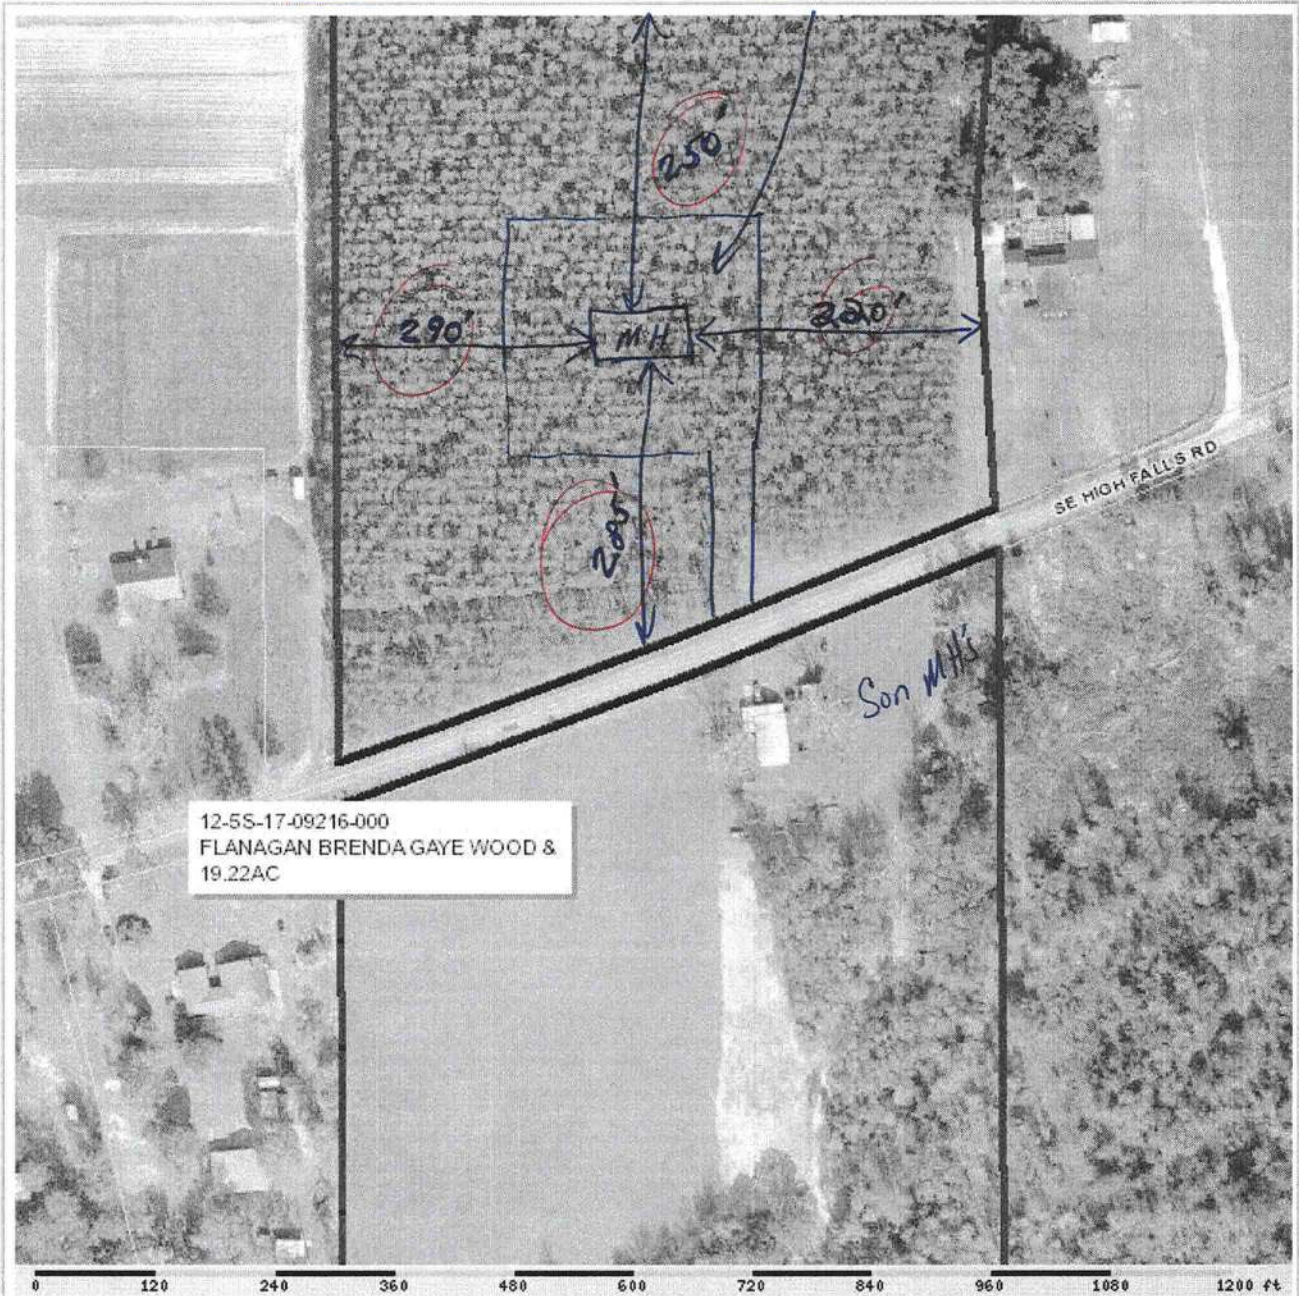 250'
290'
MH
220'
285'
SE HIGH FALLS RD
Son MH's
12-5S-17-09216-000
FLANAGAN BRENDA GAYE WOOD &
19.22AC
0 120 240 360 480 600 720 840 960 1080 1200 ft